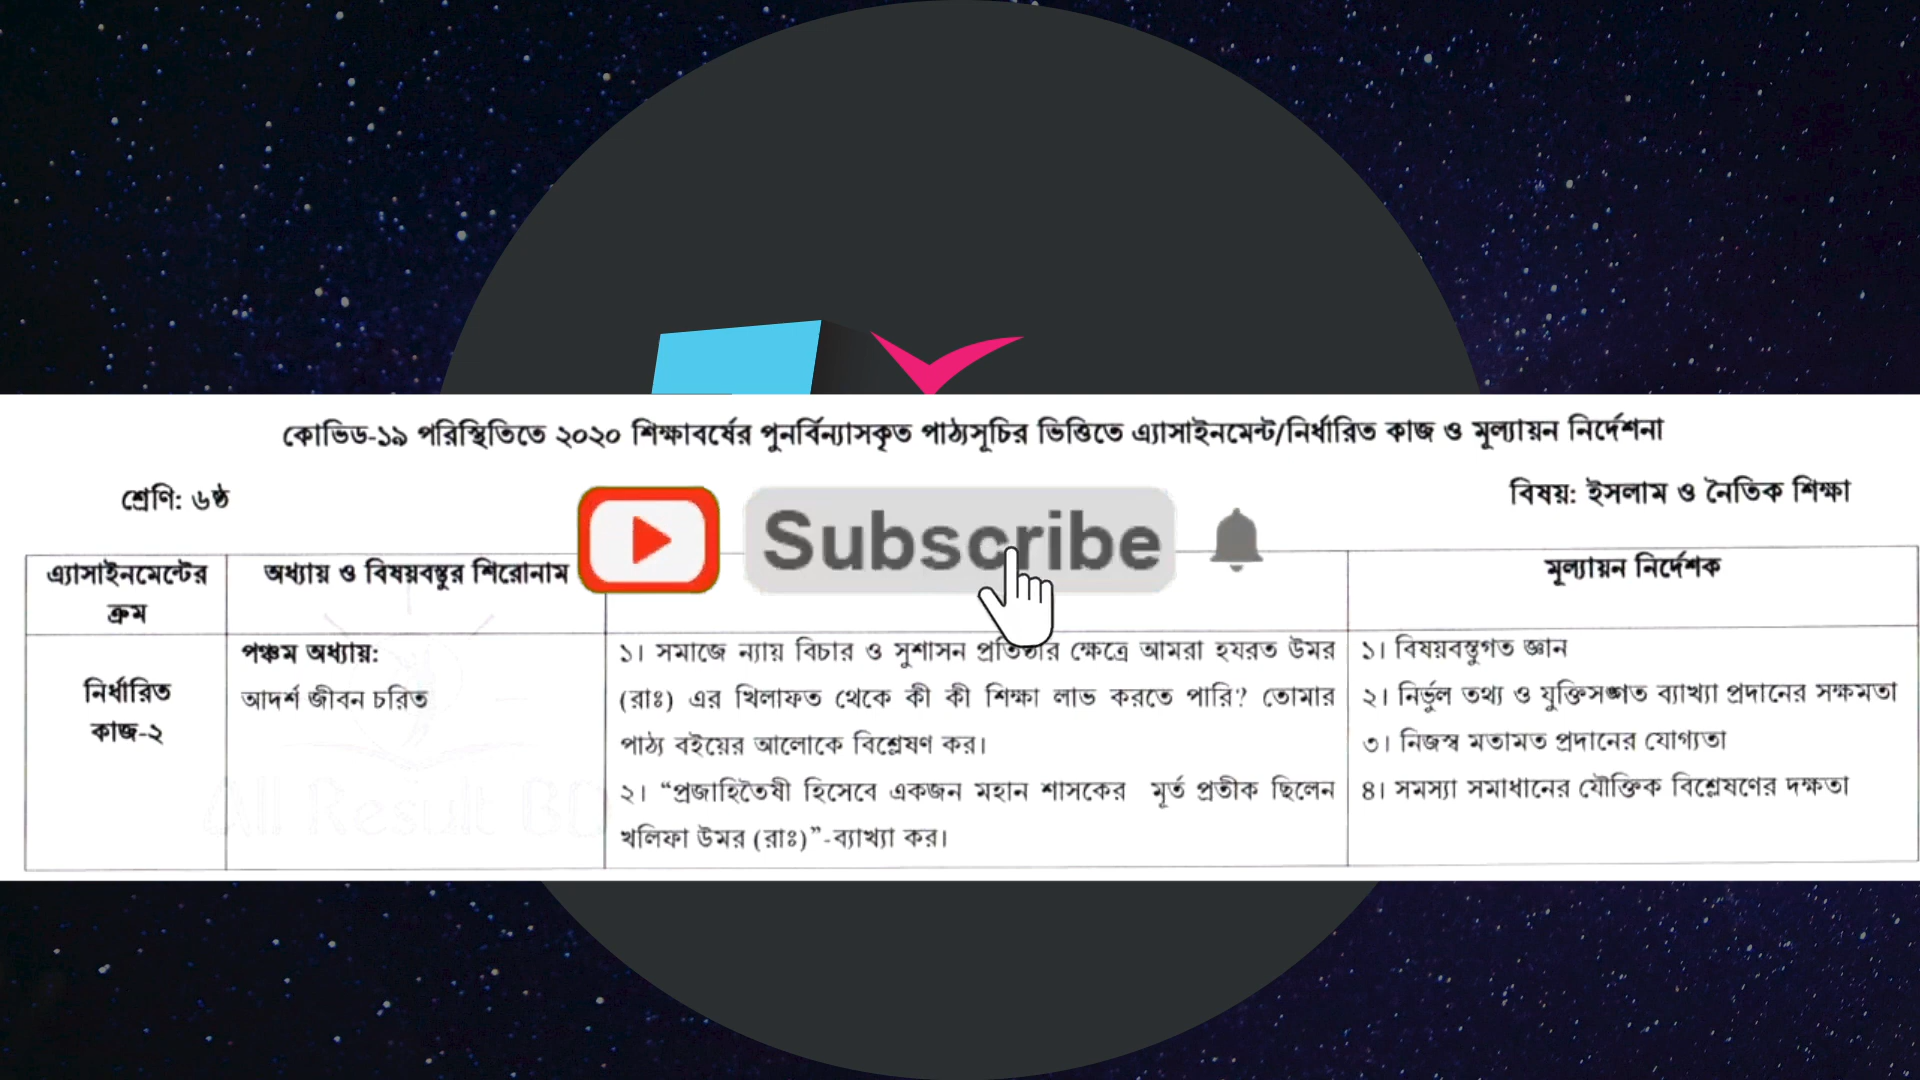 কোভিড-১৯ পরিস্থিতিতে ২০২০ শিক্ষাবর্ষের পুনর্বিন্যাসকৃত পাঠ্যসূচির ভিত্তিতে এ্যাসাইনমেন্ট/নির্ধারিত কাজ ও মূল্যায়ন নির্দেশনা
শ্রেণি: ৬ষ্ঠ
বিষয়: ইসলাম ও নৈতিক শিক্ষা
Subscribe
এ্যাসাইনমেন্টের
ক্রম
অধ্যায় ও বিষয়বস্তুর শিরোনাম
মূল্যায়ন নির্দেশক
নির্ধারিত
কাজ-২
পঞ্চম অধ্যায়:
আদর্শ জীবন চরিত
১। সমাজে ন্যায় বিচার ও সুশাসন প্রতিষ্ঠার ক্ষেত্রে আমরা হযরত উমর
(রাঃ) এর খিলাফত থেকে কী কী শিক্ষা লাভ করতে পারি? তোমার
পাঠ্য বইয়ের আলোকে বিশ্লেষণ কর।
২। “প্রজাহিতৈষী হিসেবে একজন মহান শাসকের মূর্ত প্রতীক ছিলেন
খলিফা উমর (রাঃ)”-ব্যাখ্যা কর।
১। বিষয়বস্তুগত জ্ঞান
২। নির্ভুল তথ্য ও যুক্তিসঙ্গত ব্যাখ্যা প্রদানের সক্ষমতা
৩। নিজস্ব মতামত প্রদানের যোগ্যতা
৪। সমস্যা সমাধানের যৌক্তিক বিশ্লেষণের দক্ষতা
All Result BD